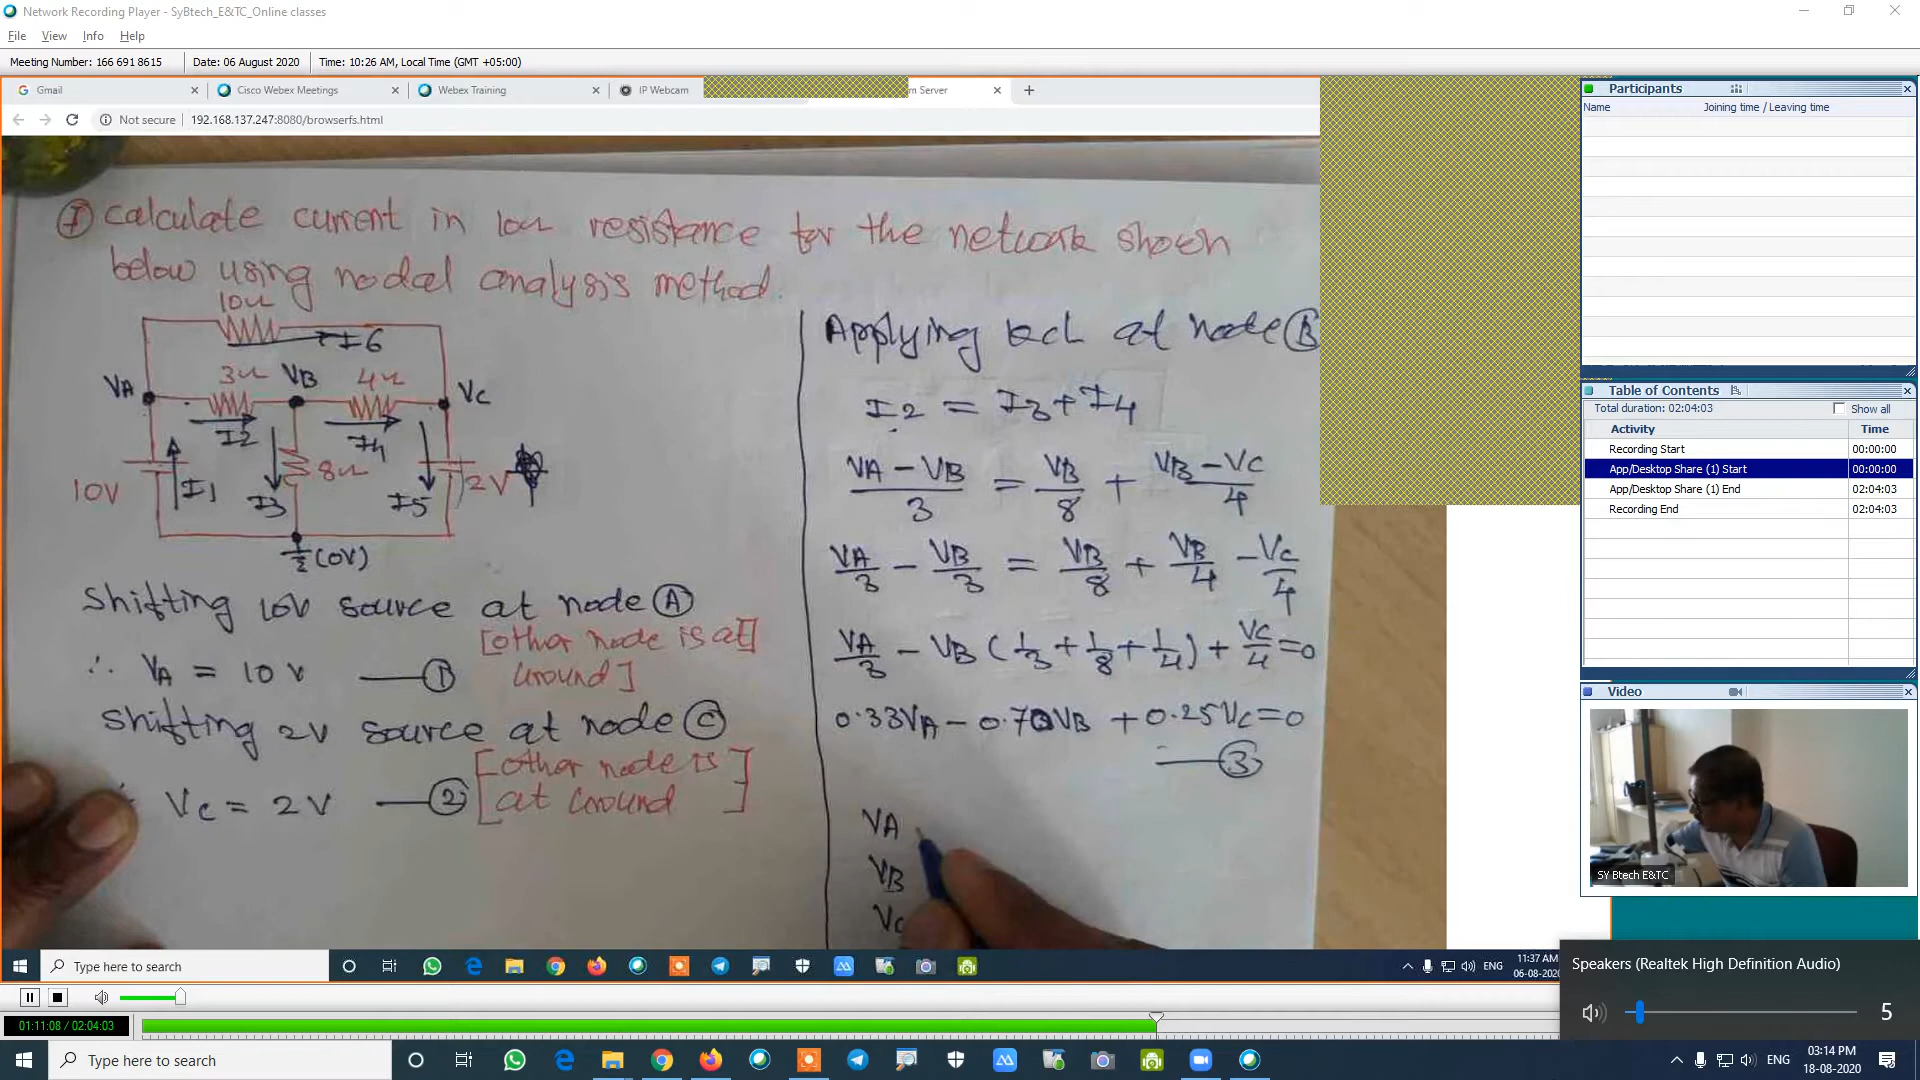 Network Recording Player - SyBtech_E&TC_Online classes
File View Info Help
Meeting Number: 166 691 8615 Date: 06 August 2020 Time: 10:26 AM, Local Time (GMT +05:00)
Gmail Cisco Webex Meetings Webex Training IP Webcam m Server
Not secure 192.168.137.247:8080/browserfs.html
① calculate current in 10Ω resistance for the network shown
below using nodal analysis method.
10Ω
I6
VA 3Ω VB 4Ω VC
I2 I4
10V I1 I3 8Ω I5 2V
(0V)
Shifting 10V source at node Ⓐ
[other node is at
Ground]
∴ VA = 10 V — ①
Shifting 2V source at node Ⓒ
[other node is
at Ground]
∴ VC = 2 V — ②
Applying kcl at node Ⓑ
I2 = I3 + I4
VA - VB / 3 = VB / 8 + VB - VC / 4
VA/3 - VB/3 = VB/8 + VB/4 - VC/4
VA/3 - VB (1/3 + 1/8 + 1/4) + VC/4 = 0
0.33VA - 0.70VB + 0.25VC = 0
— ③
VA
VB
VC
Participants
Name Joining time / Leaving time
Table of Contents
Total duration: 02:04:03 Show all
Activity Time
Recording Start 00:00:00
App/Desktop Share (1) Start 00:00:00
App/Desktop Share (1) End 02:04:03
Recording End 02:04:03
Video
SY Btech E&TC
Type here to search
ENG
11:37 AM
06-08-2020
Speakers (Realtek High Definition Audio)
5
01:11:08 / 02:04:03
Type here to search
ENG
03:14 PM
18-08-2020